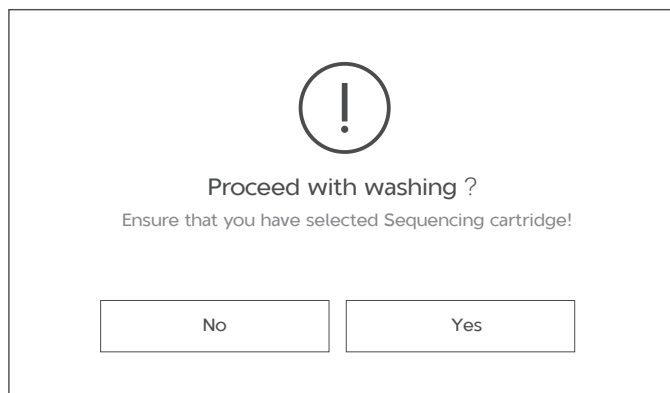 Proceed with washing ?
Ensure that you have selected Sequencing cartridge!
No
Yes